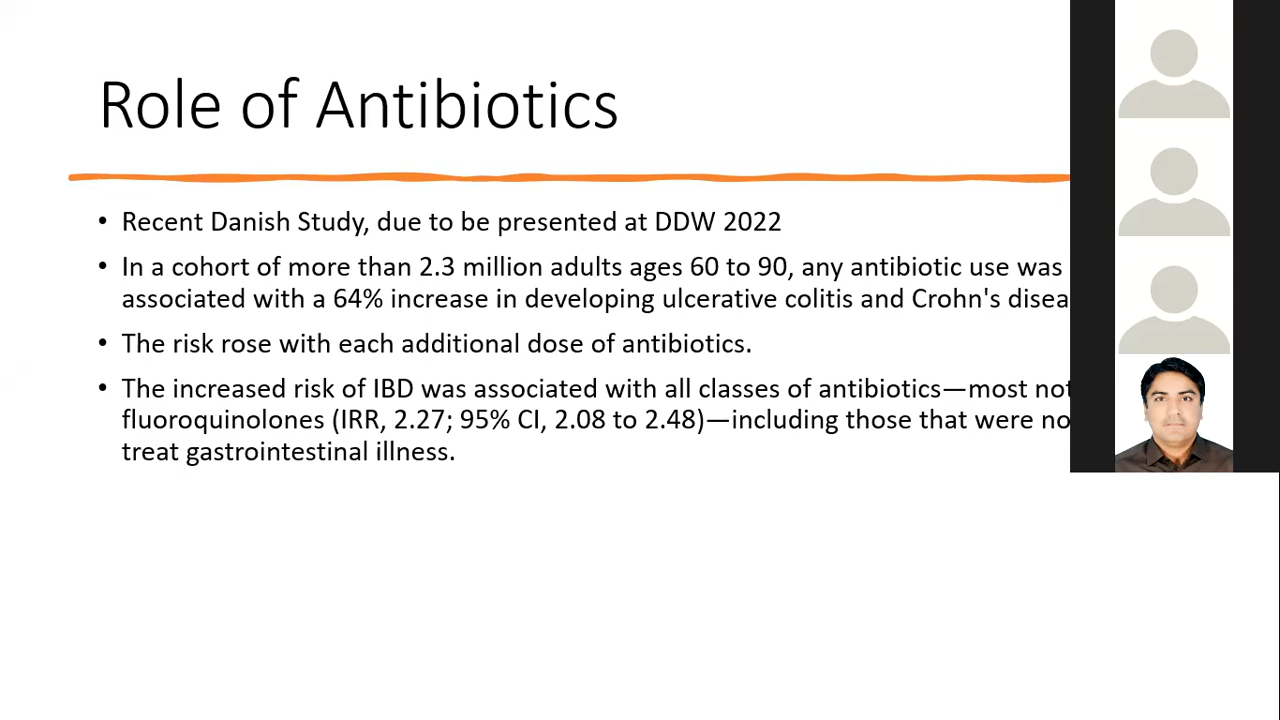 Role of Antibiotics
• Recent Danish Study, due to be presented at DDW 2022
• In a cohort of more than 2.3 million adults ages 60 to 90, any antibiotic use was
associated with a 64% increase in developing ulcerative colitis and Crohn's disea
• The risk rose with each additional dose of antibiotics.
• The increased risk of IBD was associated with all classes of antibiotics—most not
fluoroquinolones (IRR, 2.27; 95% CI, 2.08 to 2.48)—including those that were no
treat gastrointestinal illness.